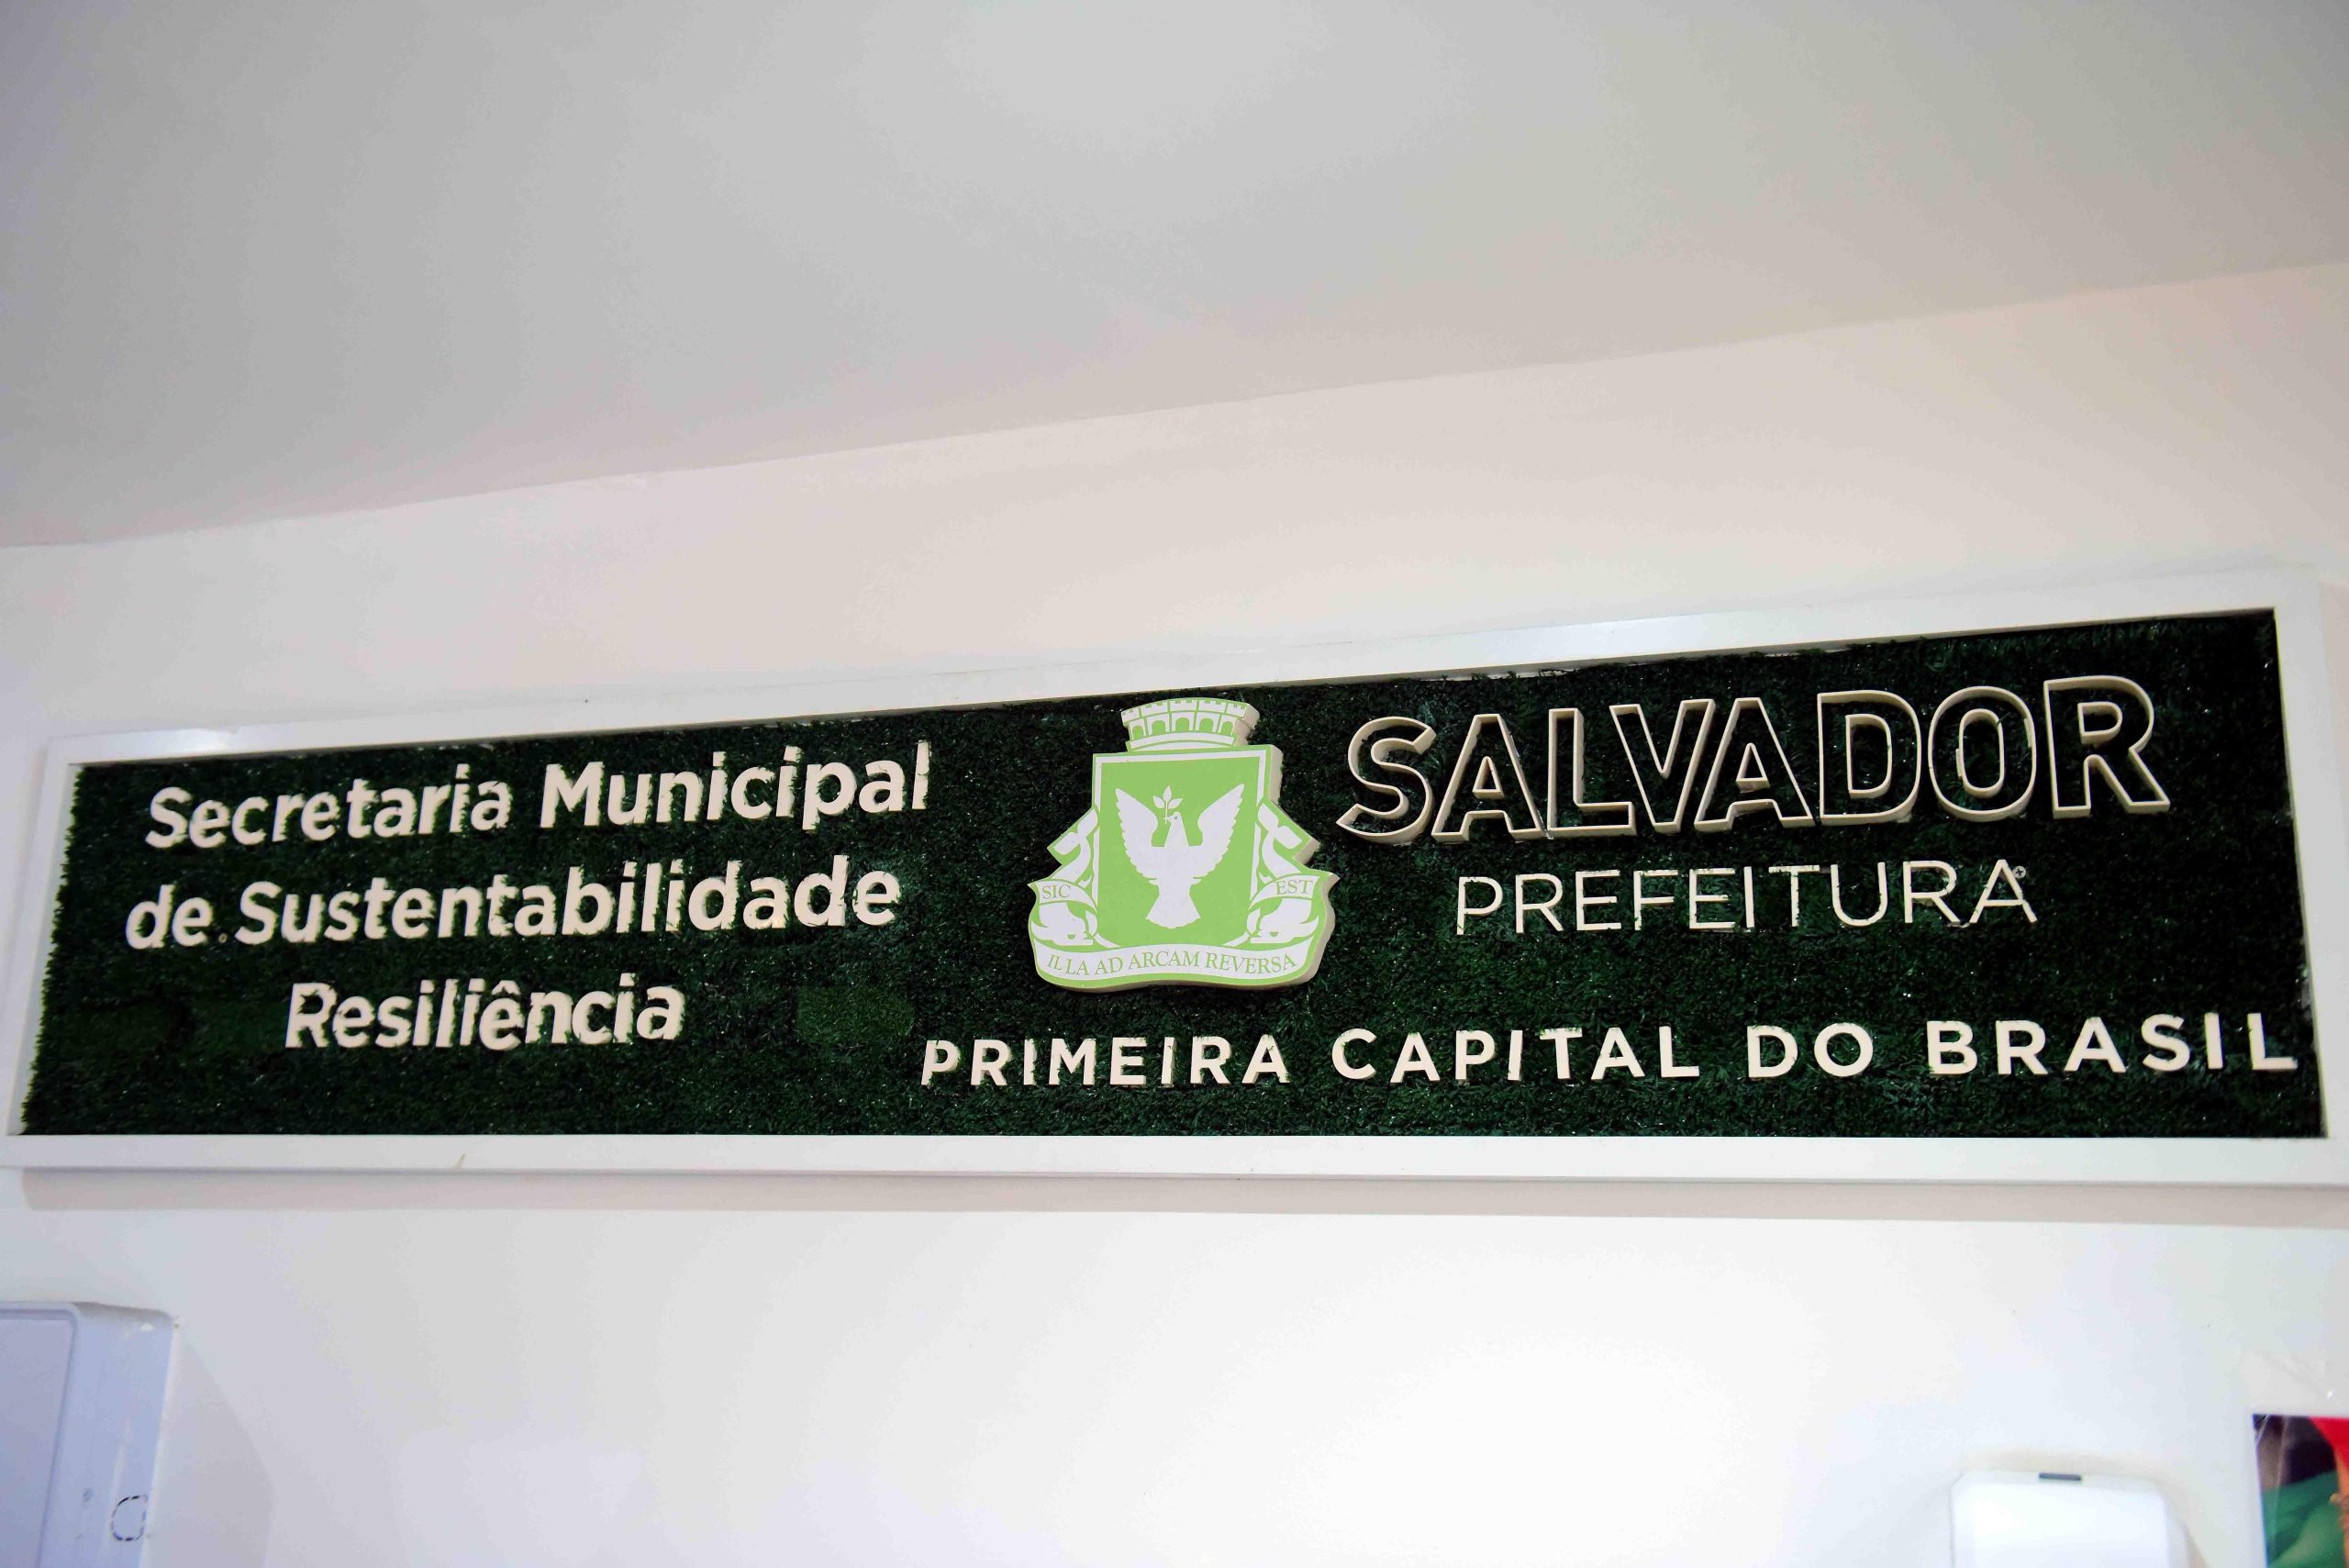 Secretaria Municipal
de Sustentabilidade
Resiliência
SIC EST
ILLA AD ARCAM REVERSA
SALVADOR
PREFEITURA
PRIMEIRA CAPITAL DO BRASIL